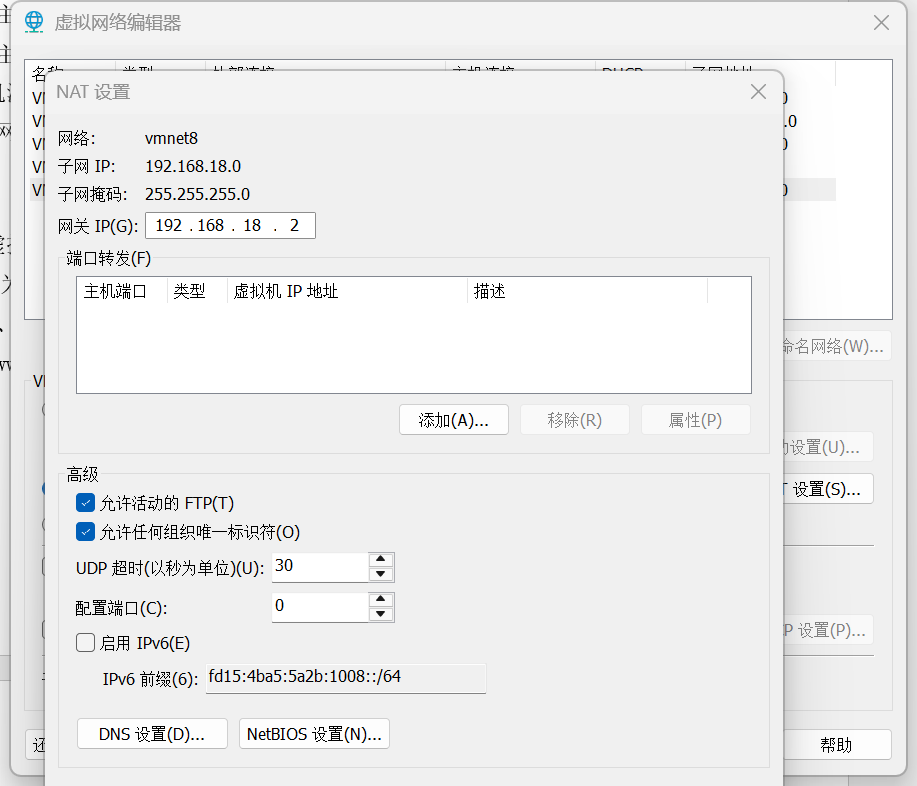 虚拟网络编辑器
NAT 设置
网络: vmnet8
子网 IP: 192.168.18.0
子网掩码: 255.255.255.0
网关 IP(G): 192 . 168 . 18 . 2
端口转发(F)
主机端口 类型 虚拟机 IP 地址 描述
命名网络(W)...
添加(A)... 移除(R) 属性(P)
设置(U)...
高级
设置(S)...
允许活动的 FTP(T)
允许任何组织唯一标识符(O)
UDP 超时(以秒为单位)(U): 30
配置端口(C): 0
P 设置(P)...
启用 IPv6(E)
IPv6 前缀(6): fd15:4ba5:5a2b:1008::/64
DNS 设置(D)... NetBIOS 设置(N)...
还 帮助